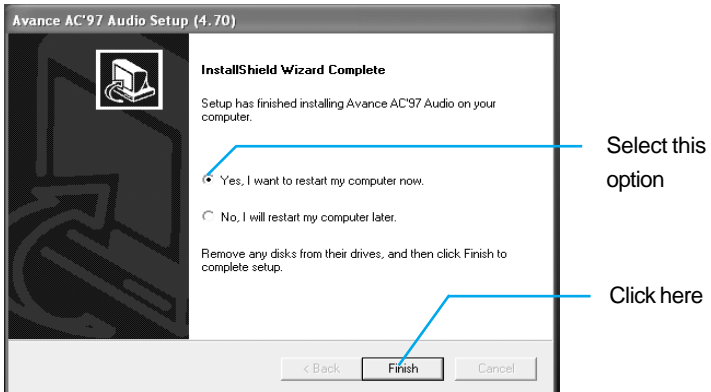 Avance AC'97 Audio Setup (4.70)
InstallShield Wizard Complete
Setup has finished installing Avance AC'97 Audio on your
computer.
Select this
option
Yes, I want to restart my computer now.
No, I will restart my computer later.
Remove any disks from their drives, and then click Finish to
complete setup.
Click here
< Back
Finish
Cancel